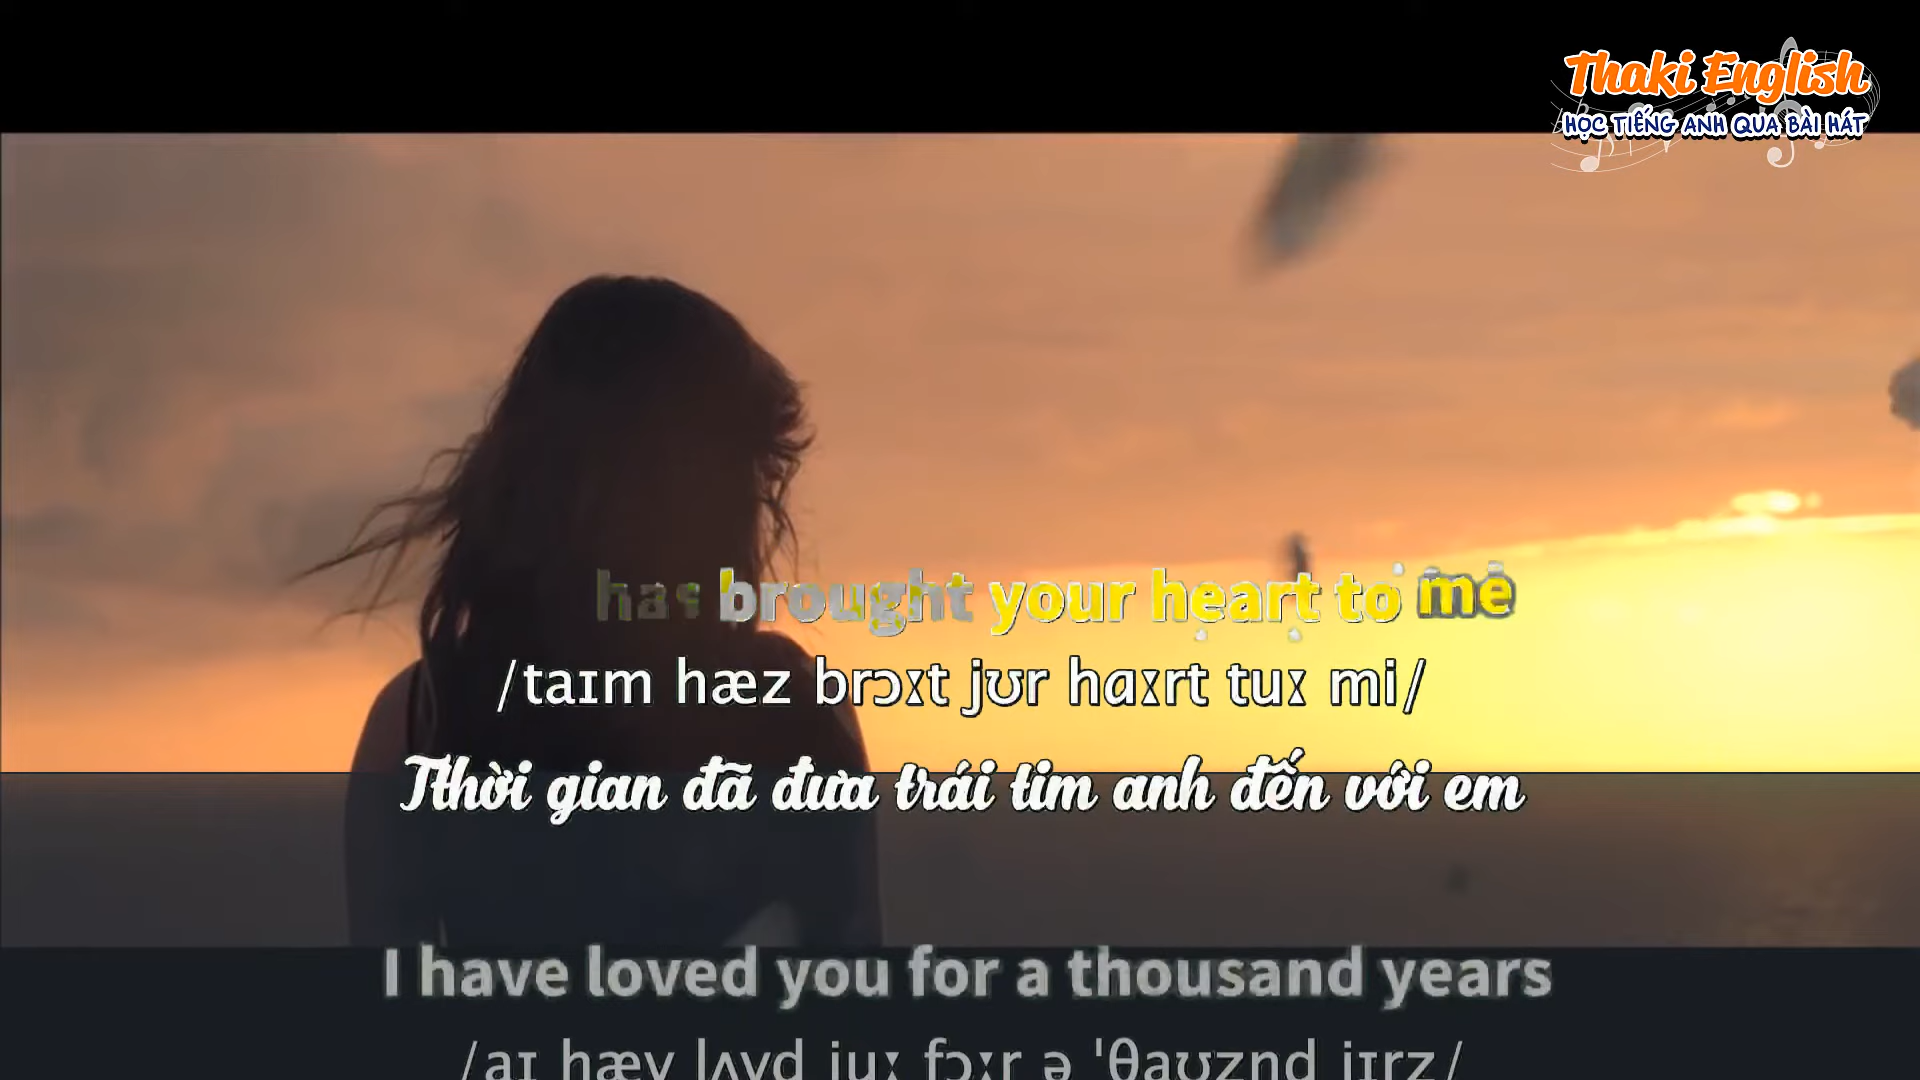 Thaki English
HỌC TIẾNG ANH QUA BÀI HÁT
has brought your heart to me
/taɪm hæz brɔːt jʊr hɑːrt tuː mi/
Thời gian đã đưa trái tim anh đến với em
I have loved you for a thousand years
/aɪ hæv lʌvd juː fɔːr ə ˈθaʊznd jɪrz/